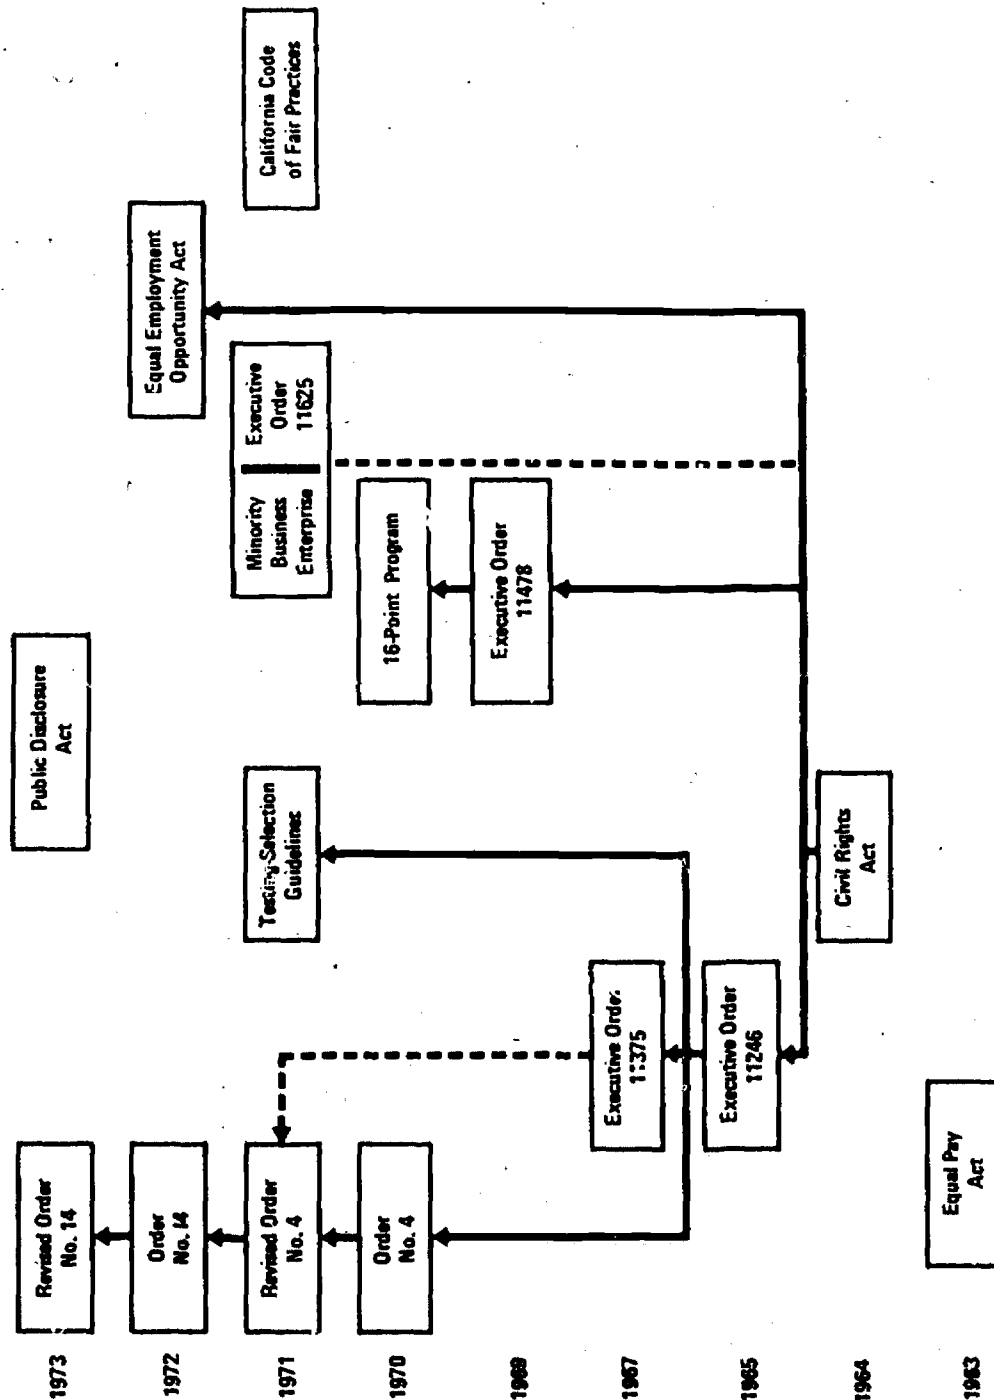 1973
Revised Order
No. 14
Public Disclosure
Act
1972
Order
No. 14
Equal Employment
Opportunity Act
1971
Revised Order
No. 4
Testing-Selection
Guidelines
Minority
Business
Enterprise
Executive
Order
11625
California Code
of Fair Practices
1970
Order
No. 4
16-Point Program
1969
Executive Order
11478
1967
Executive Order
11375
1965
Executive Order
11246
1964
Civil Rights
Act
1963
Equal Pay
Act